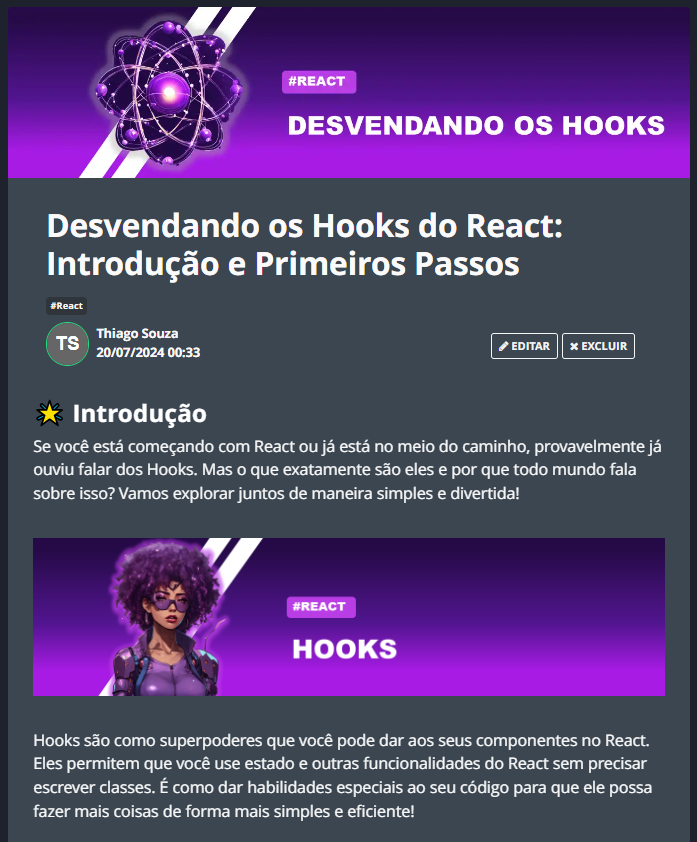 #REACT
DESVENDANDO OS HOOKS
Desvendando os Hooks do React:
Introdução e Primeiros Passos
#React
TS
Thiago Souza
20/07/2024 00:33
EDITAR
EXCLUIR
Introdução
Se você está começando com React ou já está no meio do caminho, provavelmente já
ouviu falar dos Hooks. Mas o que exatamente são eles e por que todo mundo fala
sobre isso? Vamos explorar juntos de maneira simples e divertida!
#REACT
HOOKS
Hooks são como superpoderes que você pode dar aos seus componentes no React.
Eles permitem que você use estado e outras funcionalidades do React sem precisar
escrever classes. É como dar habilidades especiais ao seu código para que ele possa
fazer mais coisas de forma mais simples e eficiente!